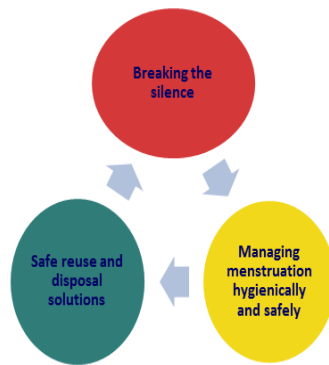 Breaking the
silence
Managing
menstruation
hygienically
and safely
Safe reuse and
disposal
solutions